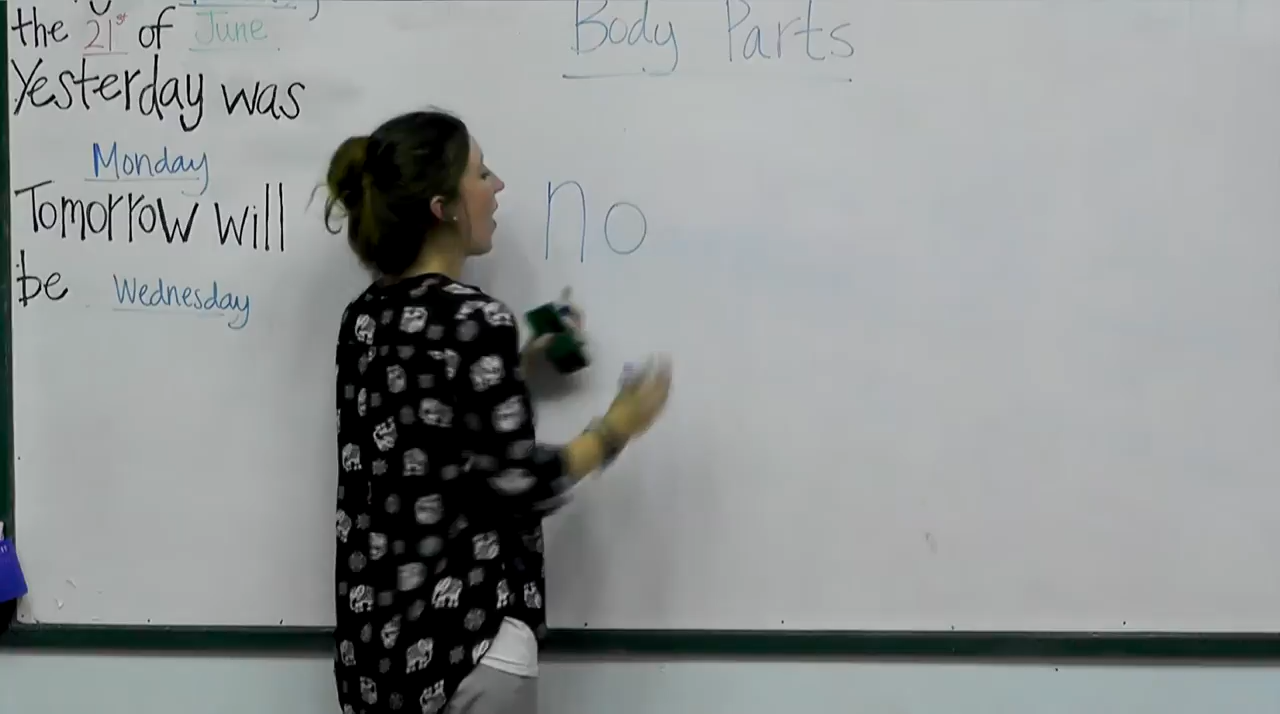 the 21st of June
Yesterday was
Monday
Tomorrow will
be Wednesday
Body Parts
no